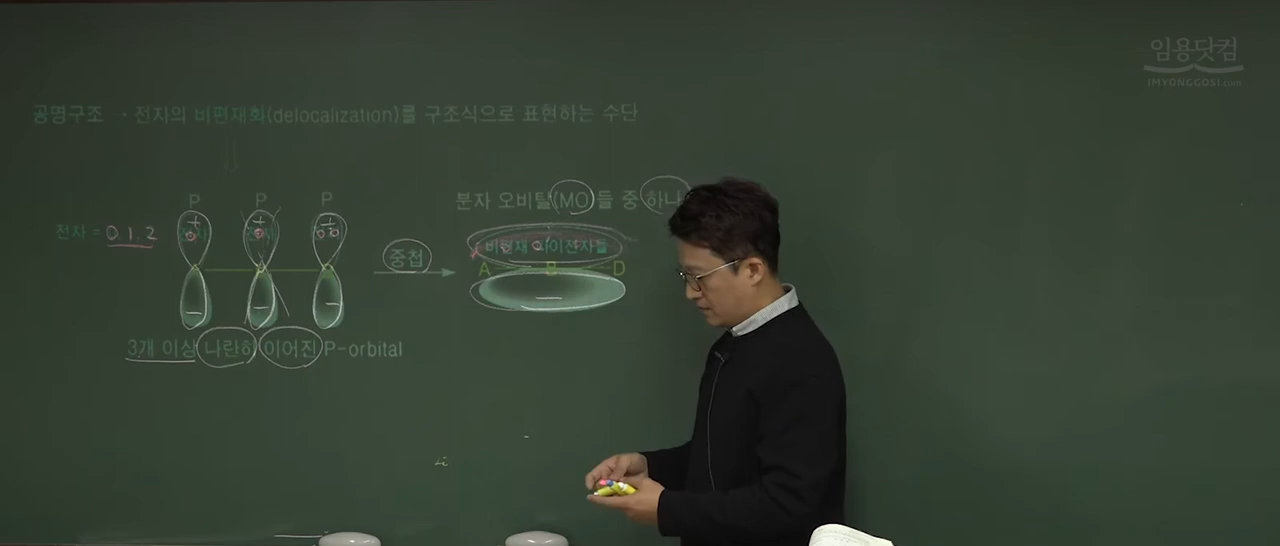 임용닷컴
IMYONGGOSI.com
공명구조 · 전자의 비편재화(delocalization)를 구조식으로 표현하는 수단
P P P
분자 오비탈(MO)들 중 하나
전자 = 0 1 2
+ + +
중첩
비편재 파이전자들
A B D
− − −
−
3개 이상 나란히 이어진 P-orbital